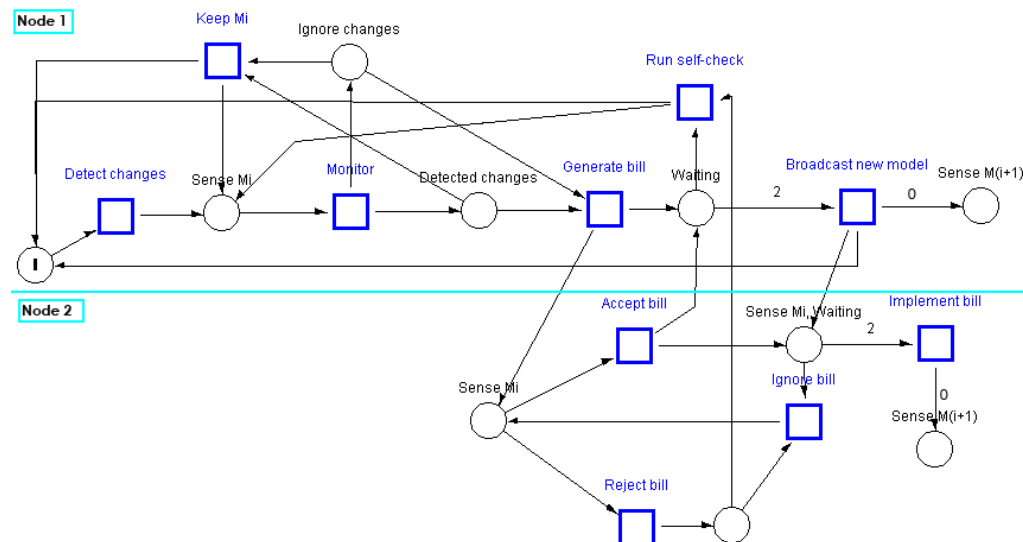 Node 1
Keep Mi
Ignore changes
Run self-check
Detect changes
Sense Mi
Monitor
Detected changes
Generate bill
Waiting
Broadcast new model
Sense M(i+1)
2
0
Node 2
Accept bill
Sense Mi, Waiting
Implement bill
2
Sense Mi
Ignore bill
0
Sense M(i+1)
Reject bill